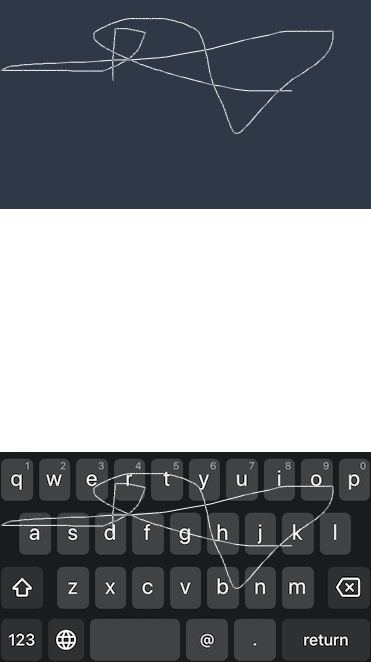 1 2 3 4 5 6 7 8 9 0
q w e r t y u i o p
a s d f g h j k l
z x c v b n m
123 @ . return